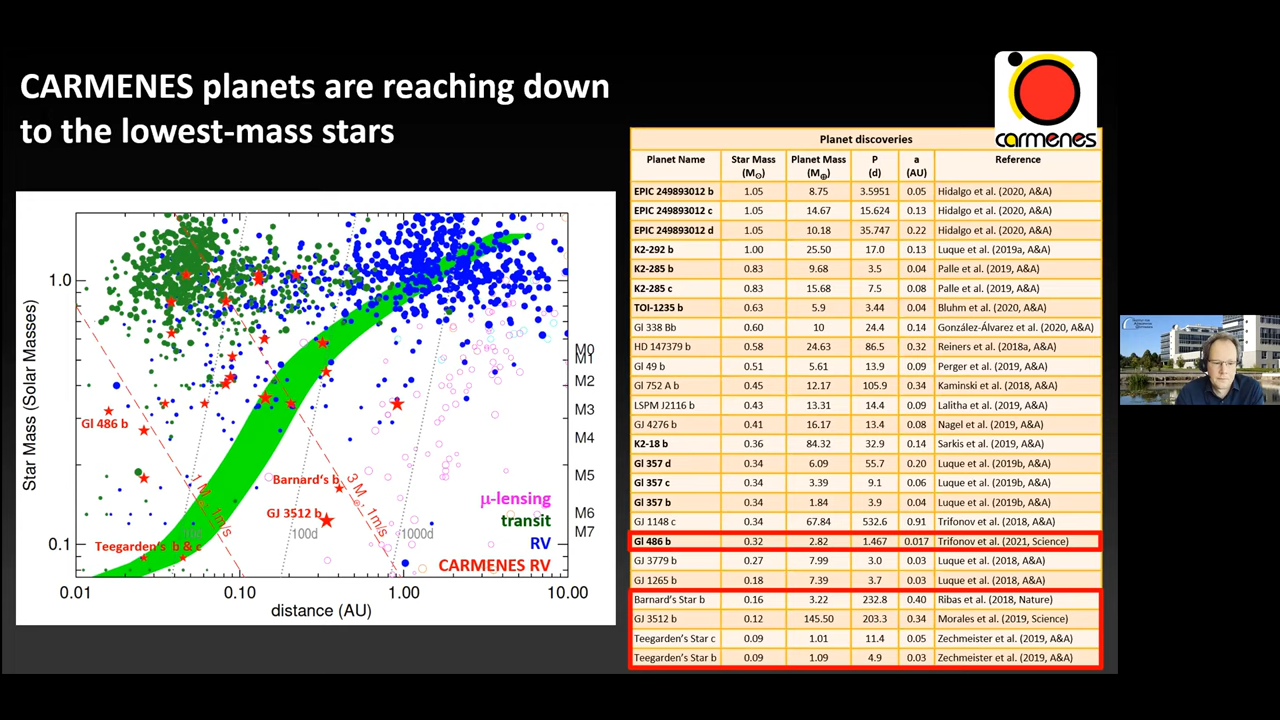 CARMENES planets are reaching down
to the lowest-mass stars
carmenes
Star Mass (Solar Masses)
1.0
0.1
0.01
0.10
1.00
10.00
distance (AU)
M0
M1
M2
M3
M4
M5
M6
M7
Gl 486 b
Barnard's b
GJ 3512 b
Teegarden's b & c
1 M⊕, 1m/s
3 M⊕, 1m/s
100d
1000d
μ-lensing
transit
RV
CARMENES RV
Planet discoveries
Planet Name Star Mass (M⊙) Planet Mass (M⊕) P (d) a (AU) Reference
EPIC 249893012 b 1.05 8.75 3.5951 0.05 Hidalgo et al. (2020, A&A)
EPIC 249893012 c 1.05 14.67 15.624 0.13 Hidalgo et al. (2020, A&A)
EPIC 249893012 d 1.05 10.18 35.747 0.22 Hidalgo et al. (2020, A&A)
K2-292 b 1.00 25.50 17.0 0.13 Luque et al. (2019a, A&A)
K2-285 b 0.83 9.68 3.5 0.04 Palle et al. (2019, A&A)
K2-285 c 0.83 15.68 7.5 0.08 Palle et al. (2019, A&A)
TOI-1235 b 0.63 5.9 3.44 0.04 Bluhm et al. (2020, A&A)
Gl 338 Bb 0.60 10 24.4 0.14 González-Álvarez et al. (2020, A&A)
HD 147379 b 0.58 24.63 86.5 0.32 Reiners et al. (2018a, A&A)
Gl 49 b 0.51 5.61 13.9 0.09 Perger et al. (2019, A&A)
Gl 752 A b 0.45 12.17 105.9 0.34 Kaminski et al. (2018, A&A)
LSPM J2116 b 0.43 13.31 14.4 0.09 Lalitha et al. (2019, A&A)
GJ 4276 b 0.41 16.17 13.4 0.08 Nagel et al. (2019, A&A)
K2-18 b 0.36 84.32 32.9 0.14 Sarkis et al. (2019, A&A)
Gl 357 d 0.34 6.09 55.7 0.20 Luque et al. (2019b, A&A)
Gl 357 c 0.34 3.39 9.1 0.06 Luque et al. (2019b, A&A)
Gl 357 b 0.34 1.84 3.9 0.04 Luque et al. (2019b, A&A)
GJ 1148 c 0.34 67.84 532.6 0.91 Trifonov et al. (2018, A&A)
Gl 486 b 0.32 2.82 1.467 0.017 Trifonov et al. (2021, Science)
GJ 3779 b 0.27 7.99 3.0 0.03 Luque et al. (2018, A&A)
GJ 1265 b 0.18 7.39 3.7 0.03 Luque et al. (2018, A&A)
Barnard's Star b 0.16 3.22 232.8 0.40 Ribas et al. (2018, Nature)
GJ 3512 b 0.12 145.50 203.3 0.34 Morales et al. (2019, Science)
Teegarden's Star c 0.09 1.01 11.4 0.05 Zechmeister et al. (2019, A&A)
Teegarden's Star b 0.09 1.09 4.9 0.03 Zechmeister et al. (2019, A&A)